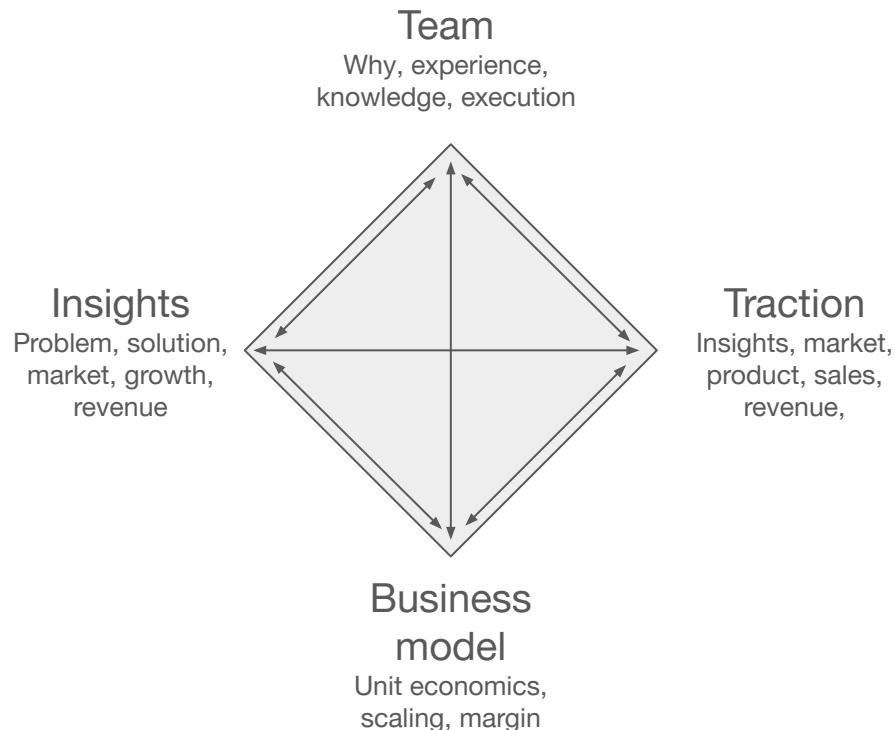 Team
Why, experience,
knowledge, execution
Insights
Problem, solution,
market, growth,
revenue
Traction
Insights, market,
product, sales,
revenue,
Business
model
Unit economics,
scaling, margin